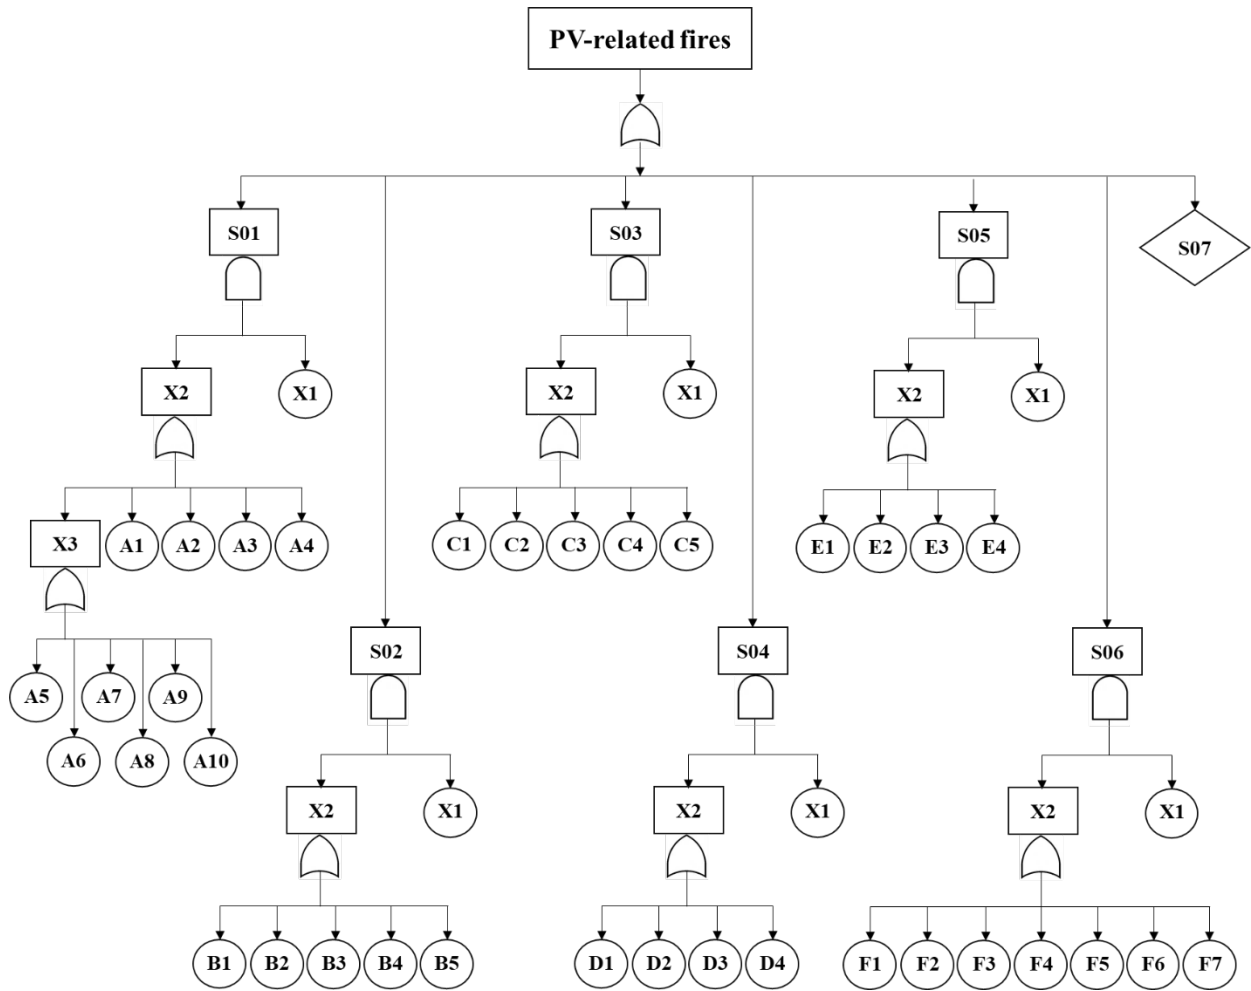 PV-related fires
S01
S03
S05
S07
X2
X1
X2
X1
X2
X1
X3
A1
A2
A3
A4
C1
C2
C3
C4
C5
E1
E2
E3
E4
S02
S04
S06
A5
A7
A9
A6
A8
A10
X2
X1
X2
X1
X2
X1
B1
B2
B3
B4
B5
D1
D2
D3
D4
F1
F2
F3
F4
F5
F6
F7